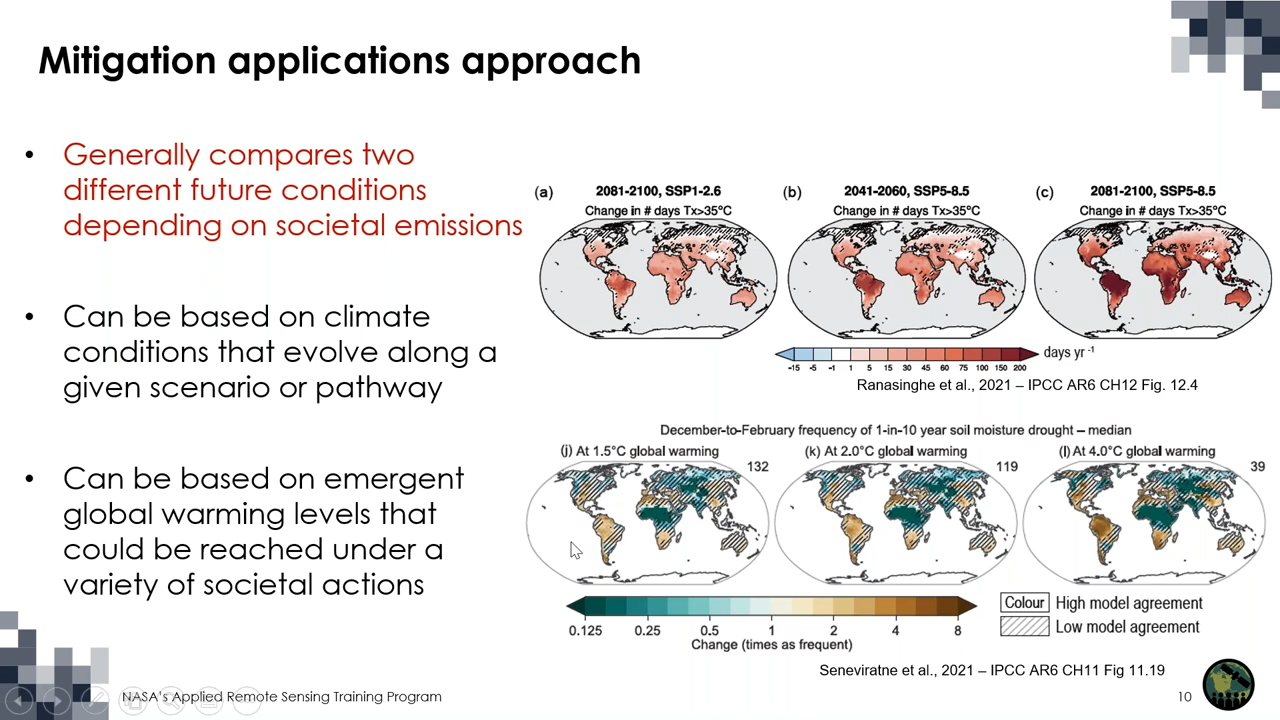 Mitigation applications approach
• Generally compares two
different future conditions
depending on societal emissions
• Can be based on climate
conditions that evolve along a
given scenario or pathway
• Can be based on emergent
global warming levels that
could be reached under a
variety of societal actions
(a) 2081-2100, SSP1-2.6
Change in # days Tx>35°C
(b) 2041-2060, SSP5-8.5
Change in # days Tx>35°C
(c) 2081-2100, SSP5-8.5
Change in # days Tx>35°C
-15 -5 -1 1 5 15 30 45 60 75 100 150 200
days yr -1
Ranasinghe et al., 2021 – IPCC AR6 CH12 Fig. 12.4
December-to-February frequency of 1-in-10 year soil moisture drought – median
(j) At 1.5°C global warming
132
(k) At 2.0°C global warming
119
(l) At 4.0°C global warming
39
0.125 0.25 0.5 1 2 4 8
Change (times as frequent)
Colour High model agreement
Low model agreement
Seneviratne et al., 2021 – IPCC AR6 CH11 Fig 11.19
NASA's Applied Remote Sensing Training Program
10